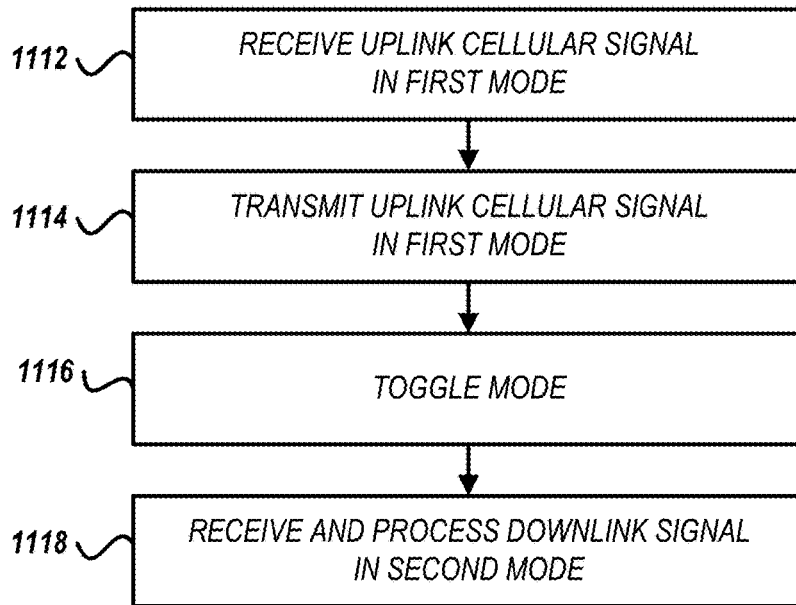 1112
RECEIVE UPLINK CELLULAR SIGNAL
IN FIRST MODE
1114
TRANSMIT UPLINK CELLULAR SIGNAL
IN FIRST MODE
1116
TOGGLE MODE
1118
RECEIVE AND PROCESS DOWNLINK SIGNAL
IN SECOND MODE